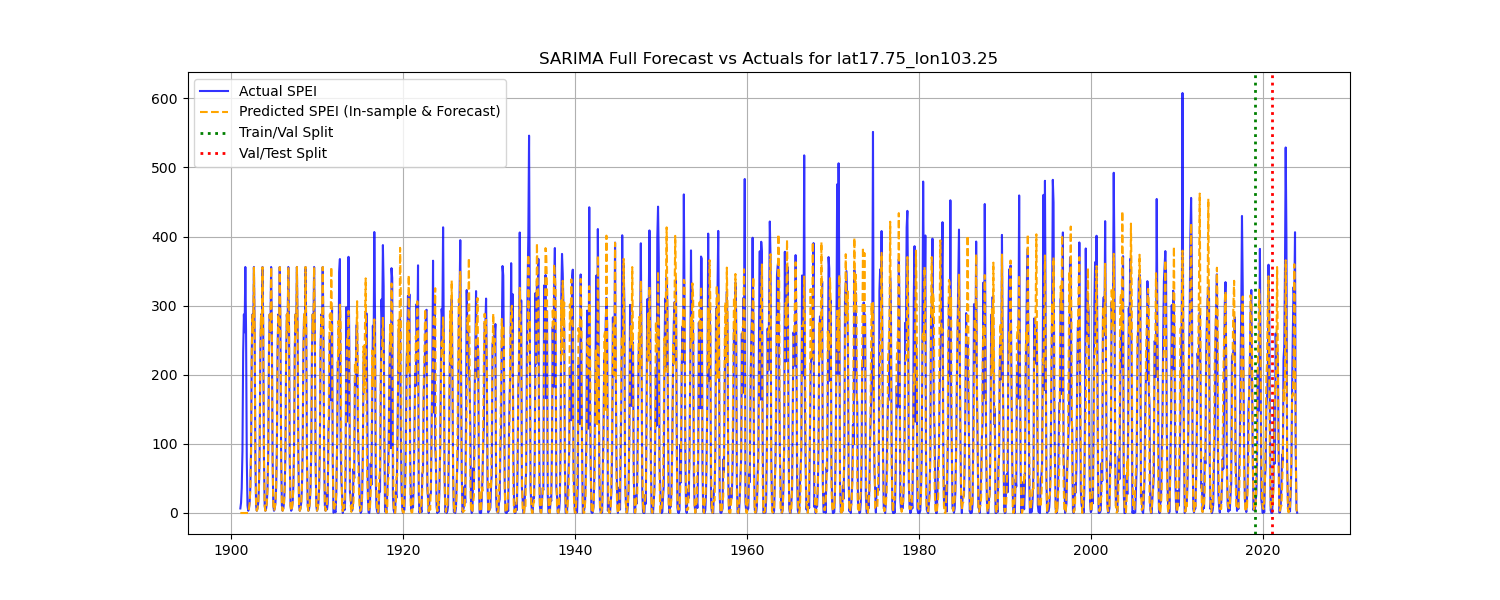 SARIMA Full Forecast vs Actuals for lat17.75_lon103.25
Actual SPEI
Predicted SPEI (In-sample & Forecast)
Train/Val Split
Val/Test Split
600
500
400
300
200
100
0
1900
1920
1940
1960
1980
2000
2020